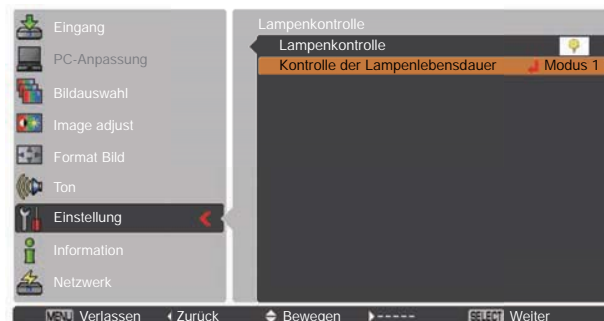 Eingang
PC-Anpassung
Bildauswahl
Image adjust
Format Bild
Ton
Einstellung
Information
Netzwerk
Lampenkontrolle
Lampenkontrolle
Kontrolle der Lampenlebensdauer Modus 1
MENU Verlassen Zurück Bewegen ----- SELECT Weiter